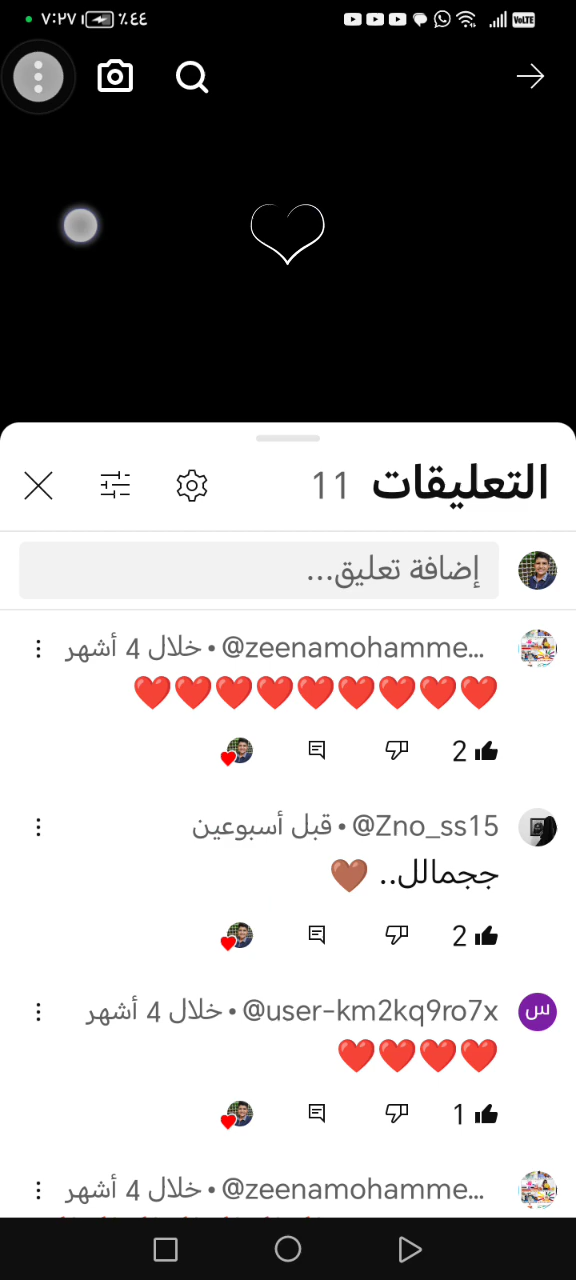 ٧:٢٧ ٪٤٤
VoLTE
التعليقات 11
إضافة تعليق...
@zeenamohamme... • خلال 4 أشهر
❤️❤️❤️❤️❤️❤️❤️❤️❤️
2
@Zno_ss15 • قبل أسبوعين
ججمالل.. 🤎
2
س
@user-km2kq9ro7x • خلال 4 أشهر
❤️❤️❤️❤️
1
@zeenamohamme... • خلال 4 أشهر